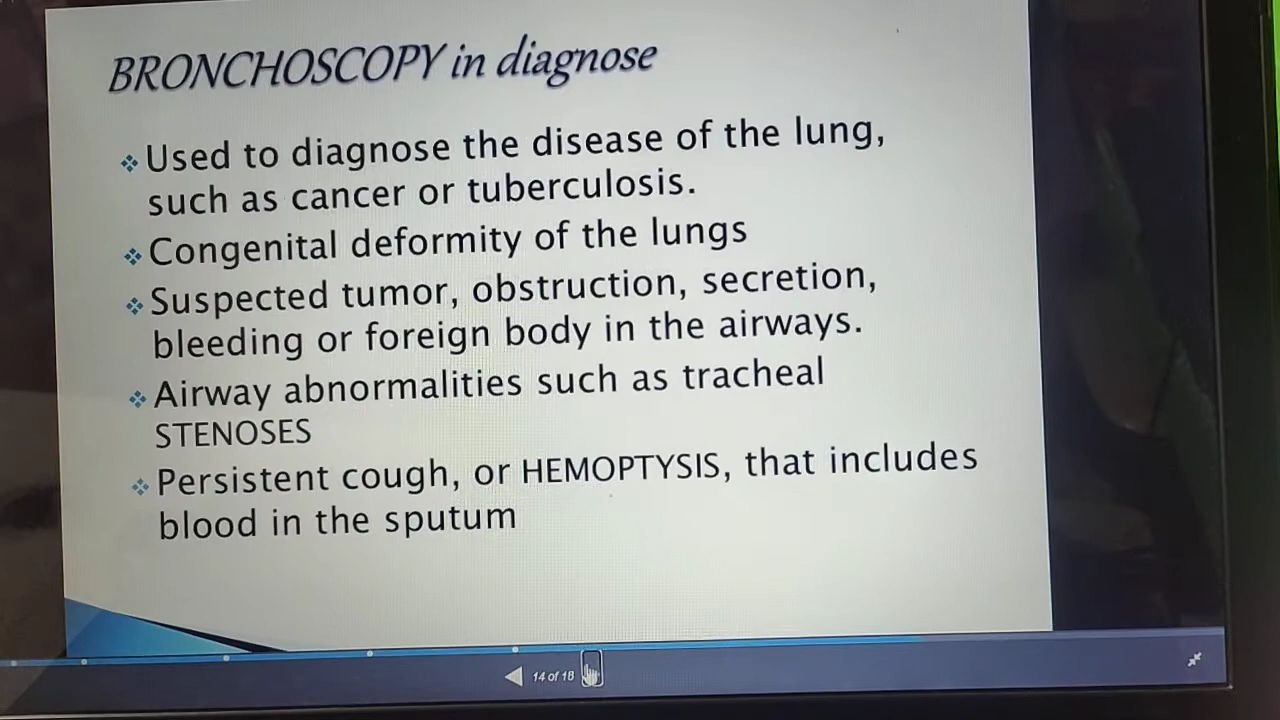 BRONCHOSCOPY in diagnose
Used to diagnose the disease of the lung,
such as cancer or tuberculosis.
Congenital deformity of the lungs
Suspected tumor, obstruction, secretion,
bleeding or foreign body in the airways.
Airway abnormalities such as tracheal
STENOSES
Persistent cough, or HEMOPTYSIS, that includes
blood in the sputum
14 of 18